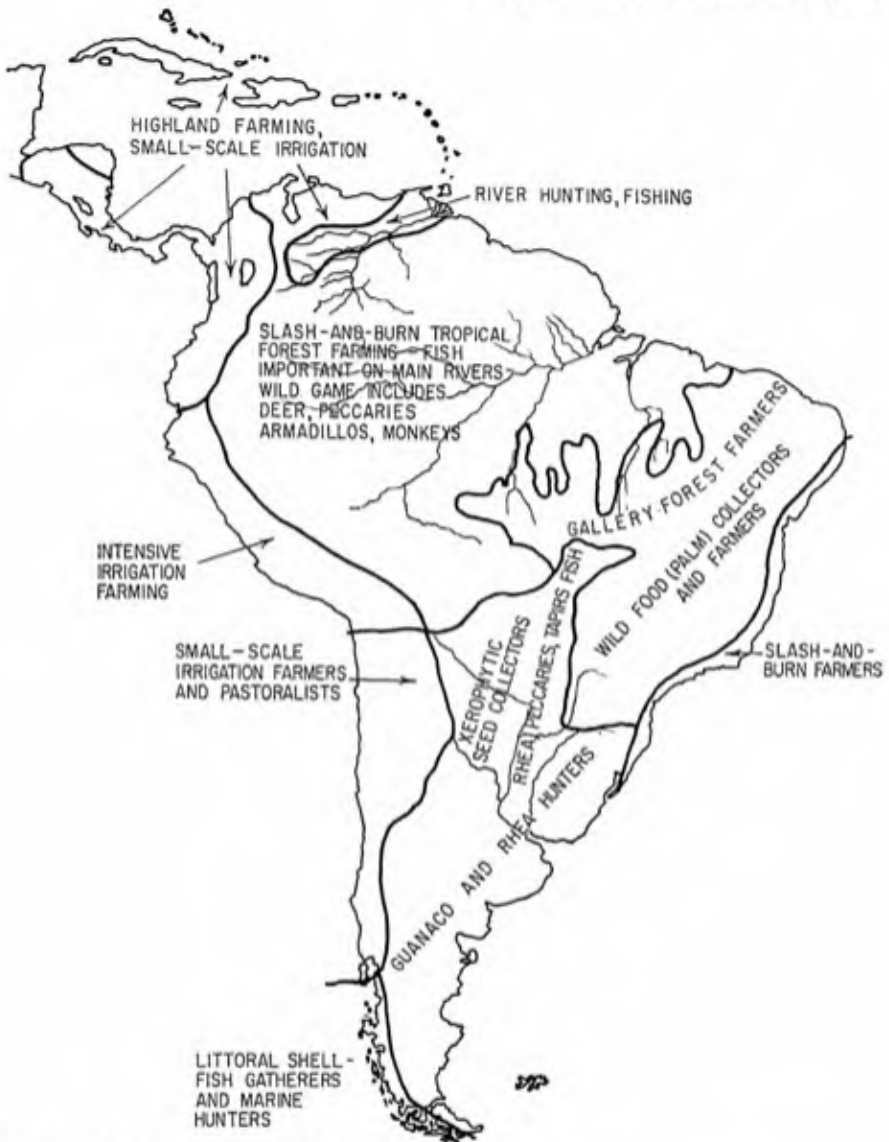 HIGHLAND FARMING,
SMALL-SCALE IRRIGATION
RIVER HUNTING, FISHING
SLASH-AND-BURN TROPICAL
FOREST FARMING - FISH
IMPORTANT ON MAIN RIVERS
WILD GAME INCLUDES
DEER, PECCARIES
ARMADILLOS, MONKEYS
GALLERY FOREST FARMERS
WILD FOOD (PALM) COLLECTORS
AND FARMERS
INTENSIVE
IRRIGATION
FARMING
SMALL-SCALE
IRRIGATION FARMERS
AND PASTORALISTS
XEROPHYTIC
SEED COLLECTORS
RHEA, PECCARIES, TAPIRS FISH
SLASH-AND-
BURN FARMERS
GUANACO AND RHEA HUNTERS
LITTORAL SHELL-
FISH GATHERERS
AND MARINE
HUNTERS